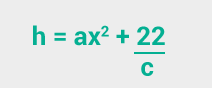 h = ax² + 22
c